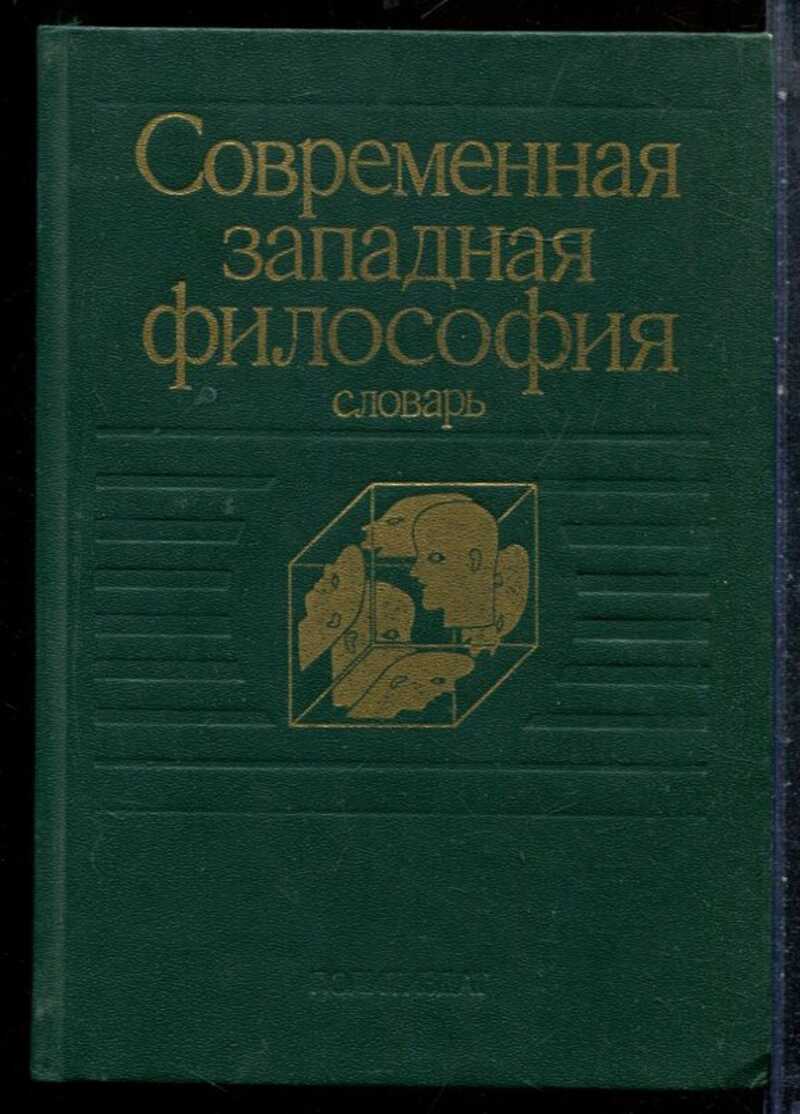 Современная
западная
философия
словарь